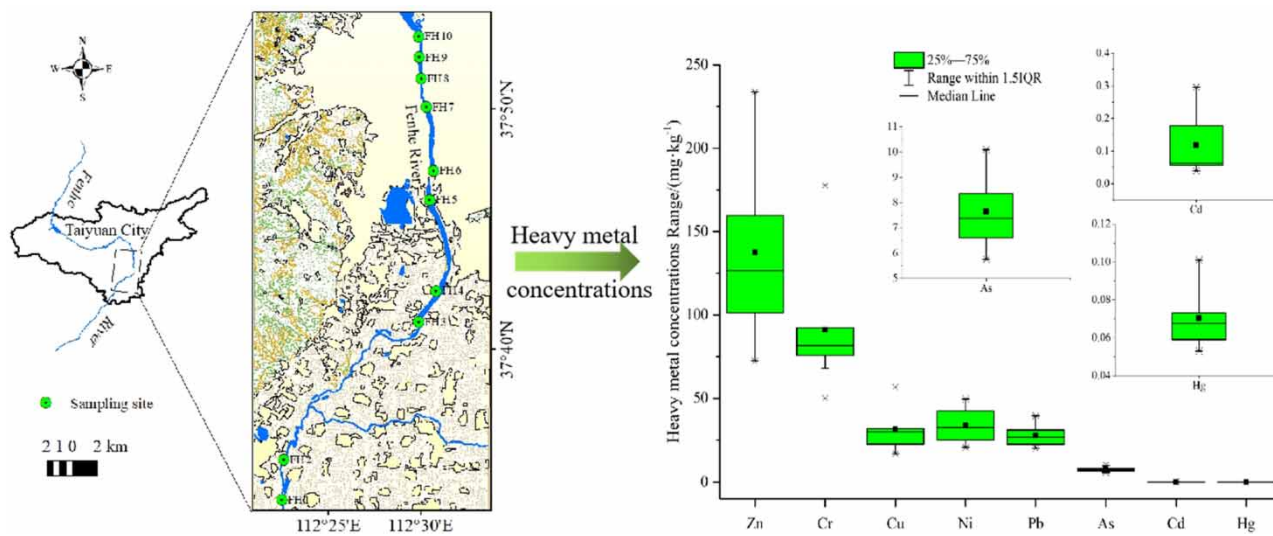 N
W E
S
Fenhe
Taiyuan City
River
Sampling site
2 1 0 2 km
FH10
FH9
FH8
FH7
Fenhe River
FH6
FH5
FH4
FH3
37°50'N
37°40'N
112°25'E 112°30'E
Heavy metal
concentrations
Heavy metal concentrations Range/(mg·kg⁻¹)
250
200
150
100
50
0
Zn Cr Cu Ni Pb As Cd Hg
25%—75%
Range within 1.5IQR
Median Line
11
10
9
8
7
6
5
As
0.4
0.3
0.2
0.1
0.0
Cd
0.12
0.10
0.08
0.06
0.04
Hg